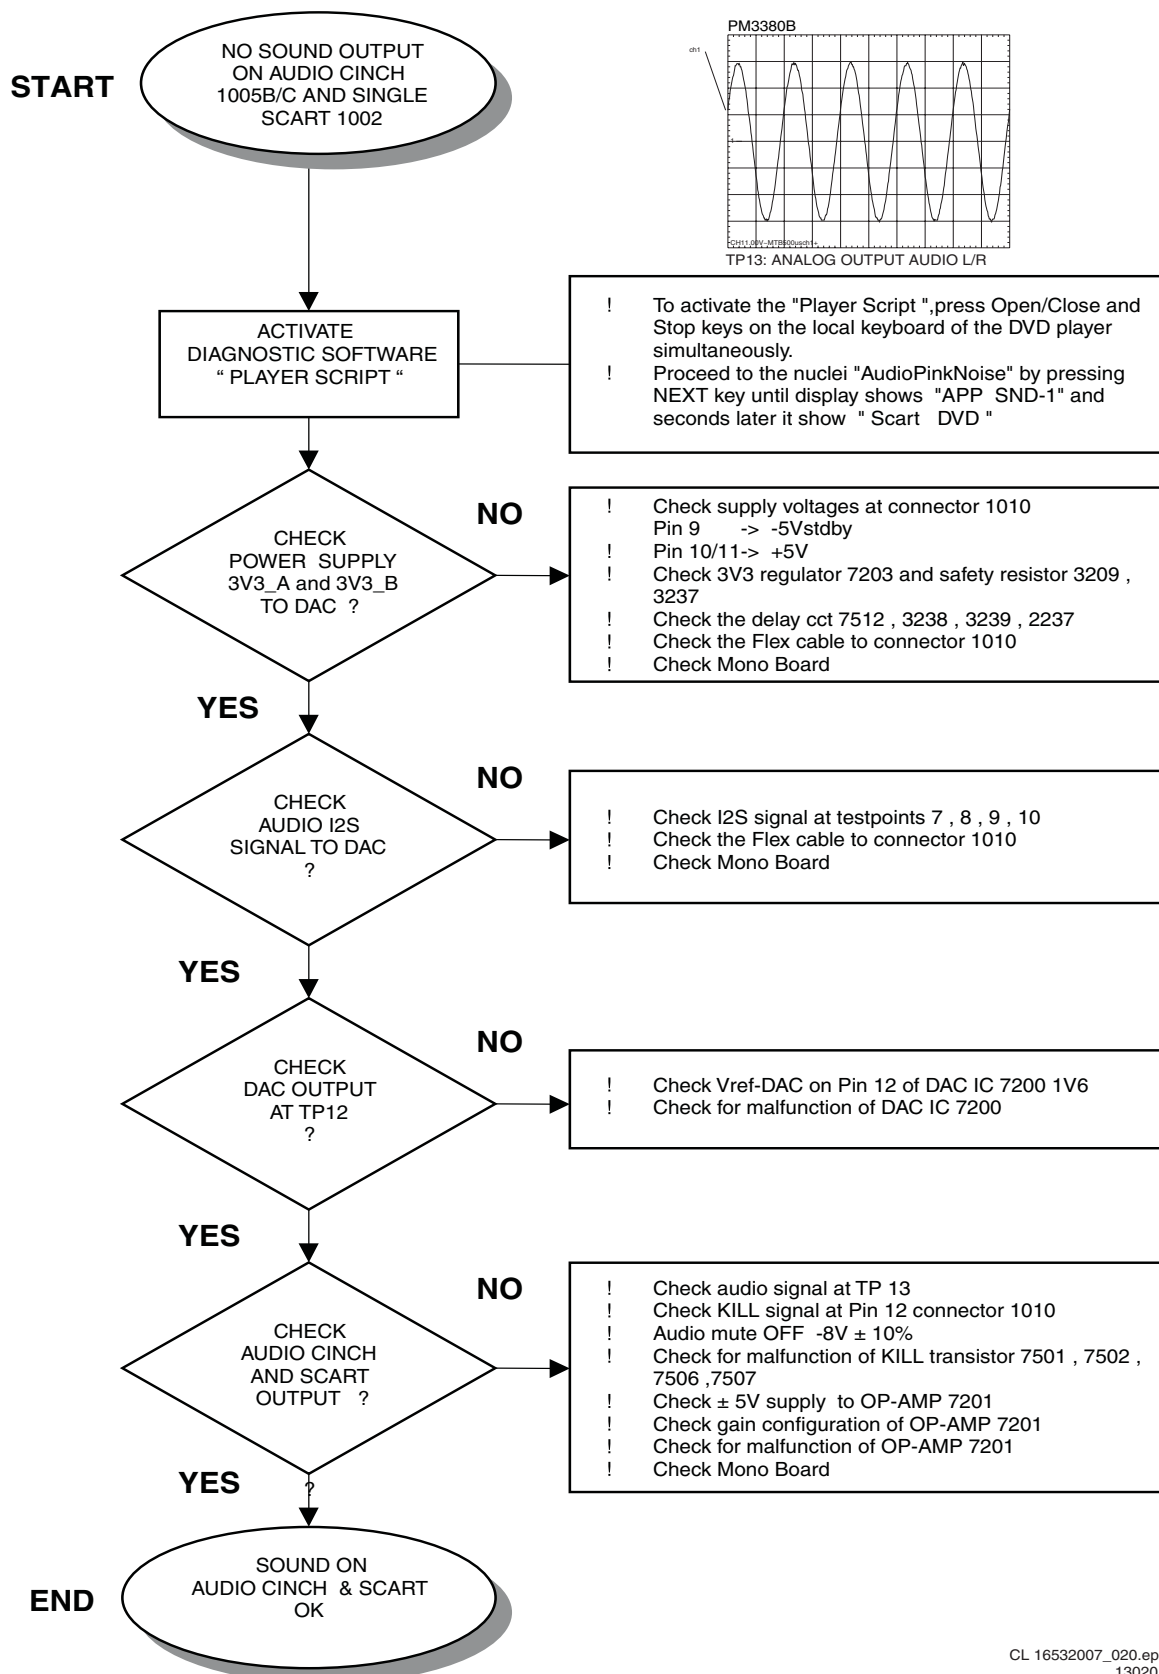 START
NO SOUND OUTPUT
ON AUDIO CINCH
1005B/C AND SINGLE
SCART 1002
PM3380B
ch1
CH11.00V~MTB500usch1+
TP13: ANALOG OUTPUT AUDIO L/R
ACTIVATE
DIAGNOSTIC SOFTWARE
“ PLAYER SCRIPT “
! To activate the "Player Script ",press Open/Close and
Stop keys on the local keyboard of the DVD player
simultaneously.
! Proceed to the nuclei "AudioPinkNoise" by pressing
NEXT key until display shows "APP SND-1" and
seconds later it show " Scart DVD "
CHECK
POWER SUPPLY
3V3_A and 3V3_B
TO DAC ?
NO
! Check supply voltages at connector 1010
Pin 9 -> -5Vstdby
! Pin 10/11-> +5V
! Check 3V3 regulator 7203 and safety resistor 3209 ,
3237
! Check the delay cct 7512 , 3238 , 3239 , 2237
! Check the Flex cable to connector 1010
! Check Mono Board
YES
CHECK
AUDIO I2S
SIGNAL TO DAC
?
NO
! Check I2S signal at testpoints 7 , 8 , 9 , 10
! Check the Flex cable to connector 1010
! Check Mono Board
YES
CHECK
DAC OUTPUT
AT TP12
?
NO
! Check Vref-DAC on Pin 12 of DAC IC 7200 1V6
! Check for malfunction of DAC IC 7200
YES
CHECK
AUDIO CINCH
AND SCART
OUTPUT ?
NO
! Check audio signal at TP 13
! Check KILL signal at Pin 12 connector 1010
! Audio mute OFF -8V ± 10%
! Check for malfunction of KILL transistor 7501 , 7502 ,
7506 ,7507
! Check ± 5V supply to OP-AMP 7201
! Check gain configuration of OP-AMP 7201
! Check for malfunction of OP-AMP 7201
! Check Mono Board
YES
?
END
SOUND ON
AUDIO CINCH & SCART
OK
CL 16532007_020.ep
13020